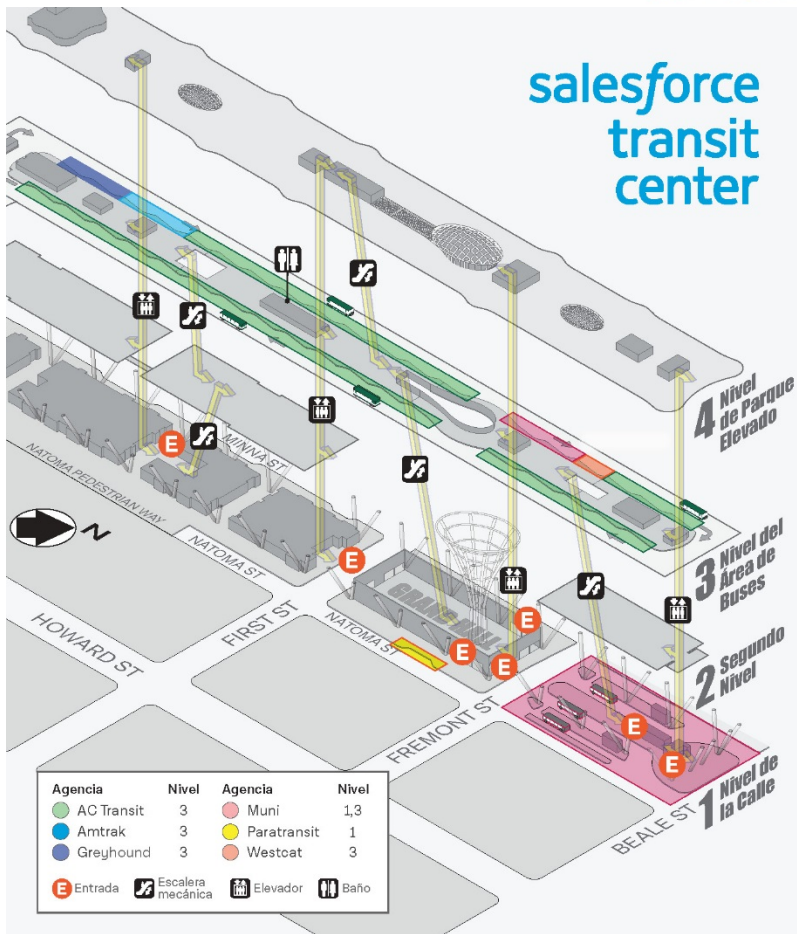 salesforce
transit
center
4 Nivel
de Parque
Elevado
3 Nivel del
Área de
Buses
2 Segundo
Nivel
1 Nivel de
la Calle
E
MINNA ST
NATOMA PEDESTRIAN WAY
NATOMA ST
N
E
HOWARD ST
FIRST ST
GRAND HALL
NATOMA ST
E
E
E
FREMONT ST
E
E
BEALE ST
Agencia Nivel Agencia Nivel
AC Transit 3 Muni 1,3
Amtrak 3 Paratransit 1
Greyhound 3 Westcat 3
E Entrada Escalera
mecánica Elevador Baño